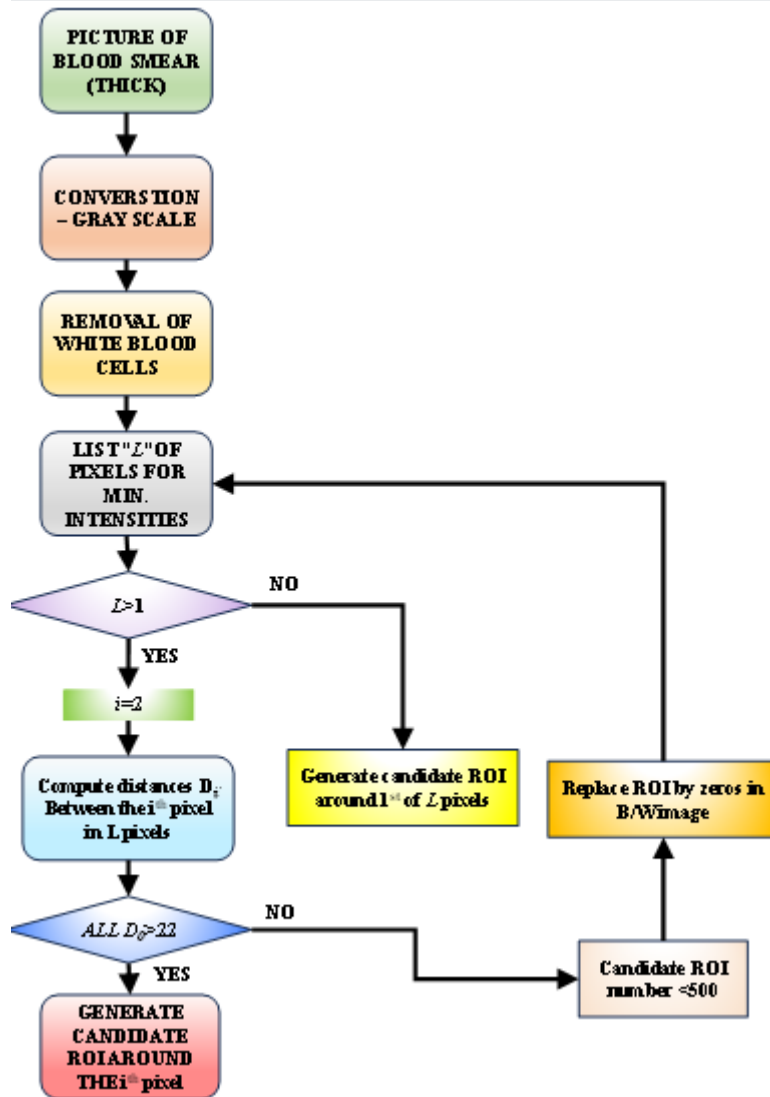 PICTURE OF
BLOOD SMEAR
(THICK)
CONVERSTION
– GRAY SCALE
REMOVAL OF
WHITE BLOOD
CELLS
LIST "L" OF
PIXELS FOR
MIN.
INTENSITIES
L>1
NO
YES
i=2
Compute distances Dij
Between the ith pixel
in L pixels
Generate candidate ROI
around 1st of L pixels
Replace ROI by zeros in
B/W image
ALL Dij>22
NO
YES
Candidate ROI
number <500
GENERATE
CANDIDATE
ROI AROUND
THE ith pixel